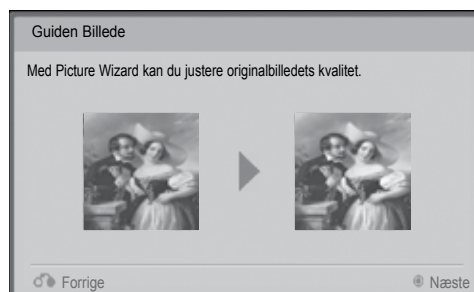 Guiden Billede
Med Picture Wizard kan du justere originalbilledets kvalitet.
Forrige
Næste